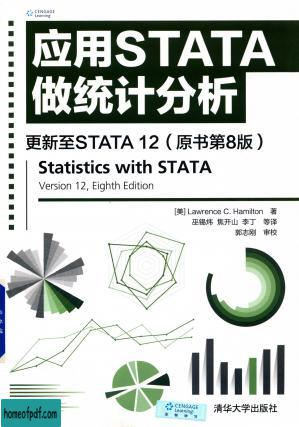 CENGAGE
Learning
应用STATA
做统计分析
更新至STATA 12(原书第8版)
Statistics with STATA
Version 12, Eighth Edition
[美] Lawrence C. Hamilton 著
巫锡炜 焦开山 李丁 等译
郭志刚 审校
CENGAGE
Learning
清华大学出版社
homeofpdf.com